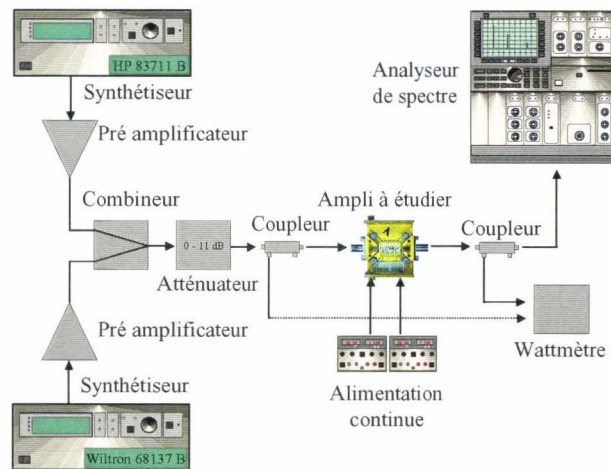 HP 83711 B
Synthétiseur
Pré amplificateur
Analyseur
de spectre
Combineur
Coupleur
Ampli à étudier
1
Coupleur
0 - 11 dB
Atténuateur
Pré amplificateur
Wattmètre
Synthétiseur
Alimentation
continue
Wiltron 68137 B